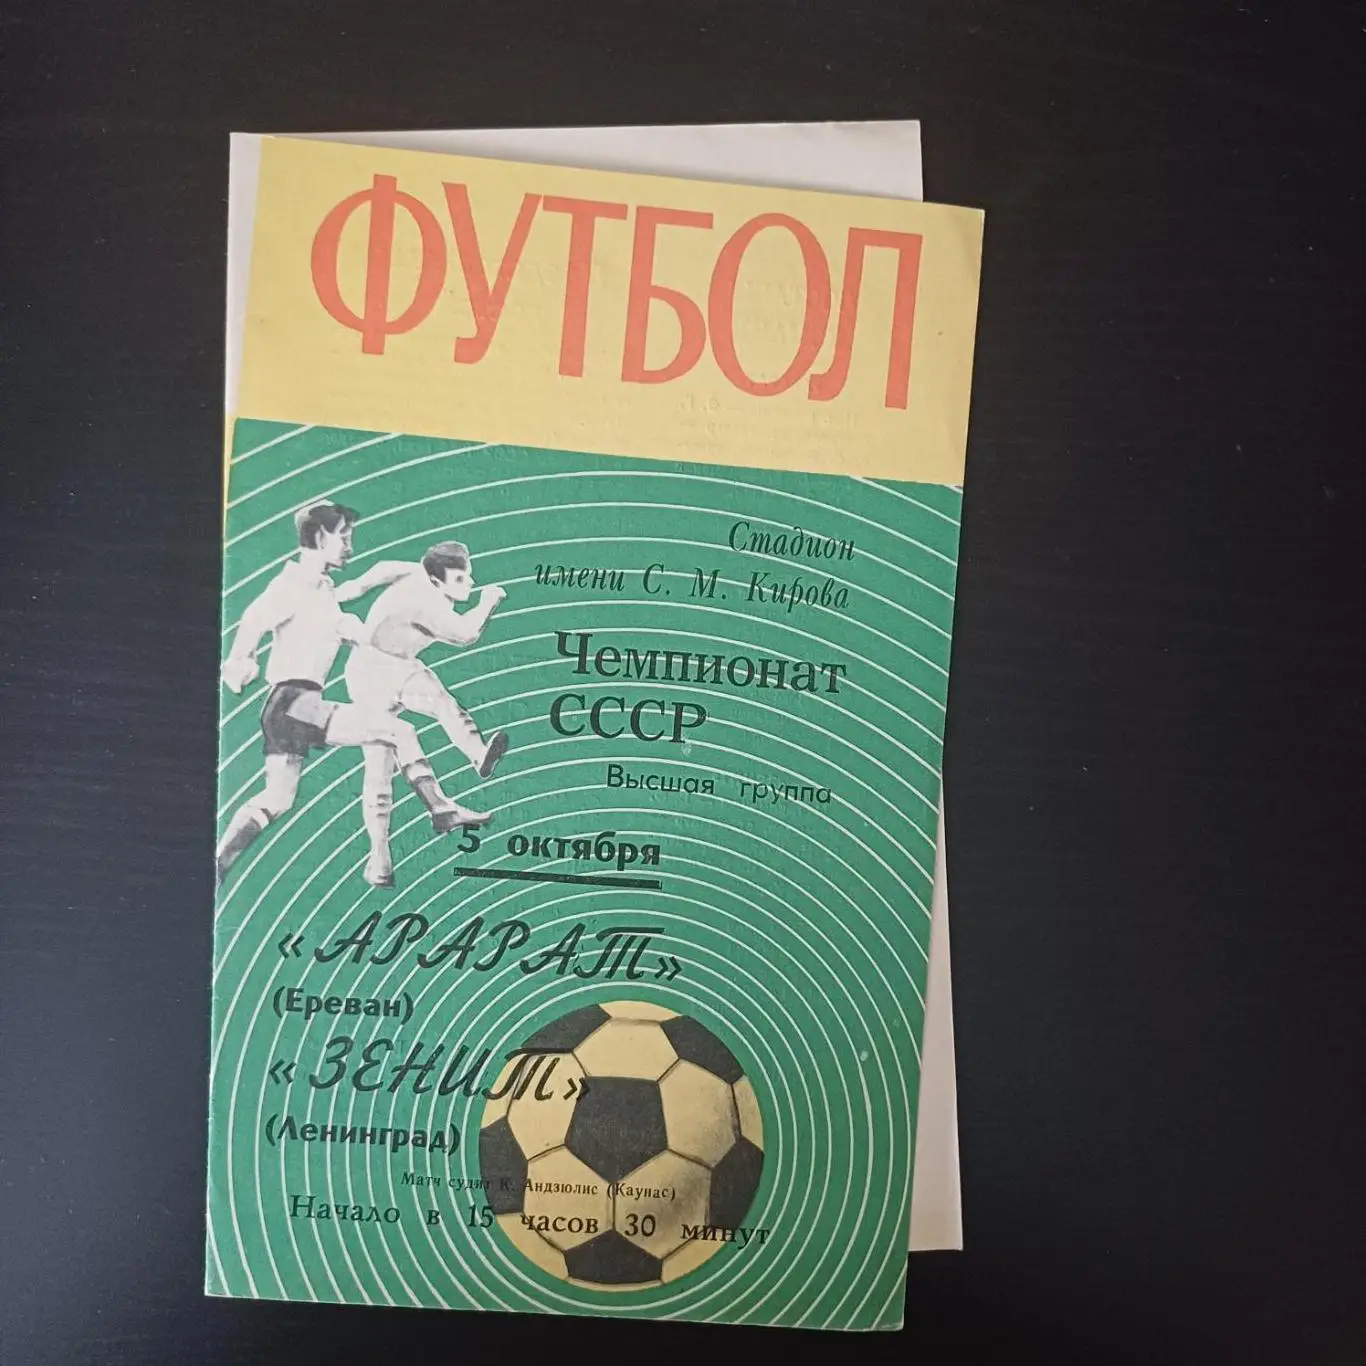 ФУТБОЛ
Стадион
имени С. М. Кирова
Чемпионат
СССР
Высшая группа
5 октября
«АРАРАТ»
(Ереван)
«ЗЕНИТ»
(Ленинград)
Матч судит К. Андзюлис (Каунас)
Начало в 15 часов 30 минут